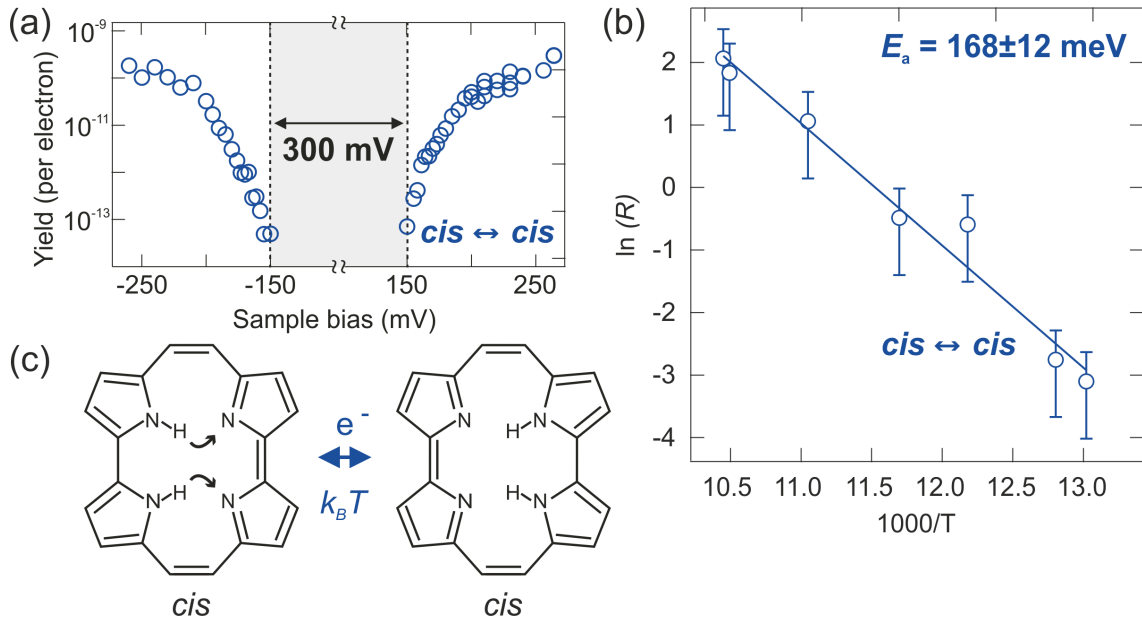 (a)
10⁻⁹
10⁻¹¹
10⁻¹³
Yield (per electron)
300 mV
cis ↔ cis
-250
-150
150
250
Sample bias (mV)
(b)
Eₐ = 168±12 meV
2
1
0
-1
-2
-3
-4
ln (R)
cis ↔ cis
10.5
11.0
11.5
12.0
12.5
13.0
1000/T
(c)
N
H
N
N
H
N
cis
e⁻
k_BT
N
H
N
N
H
N
cis